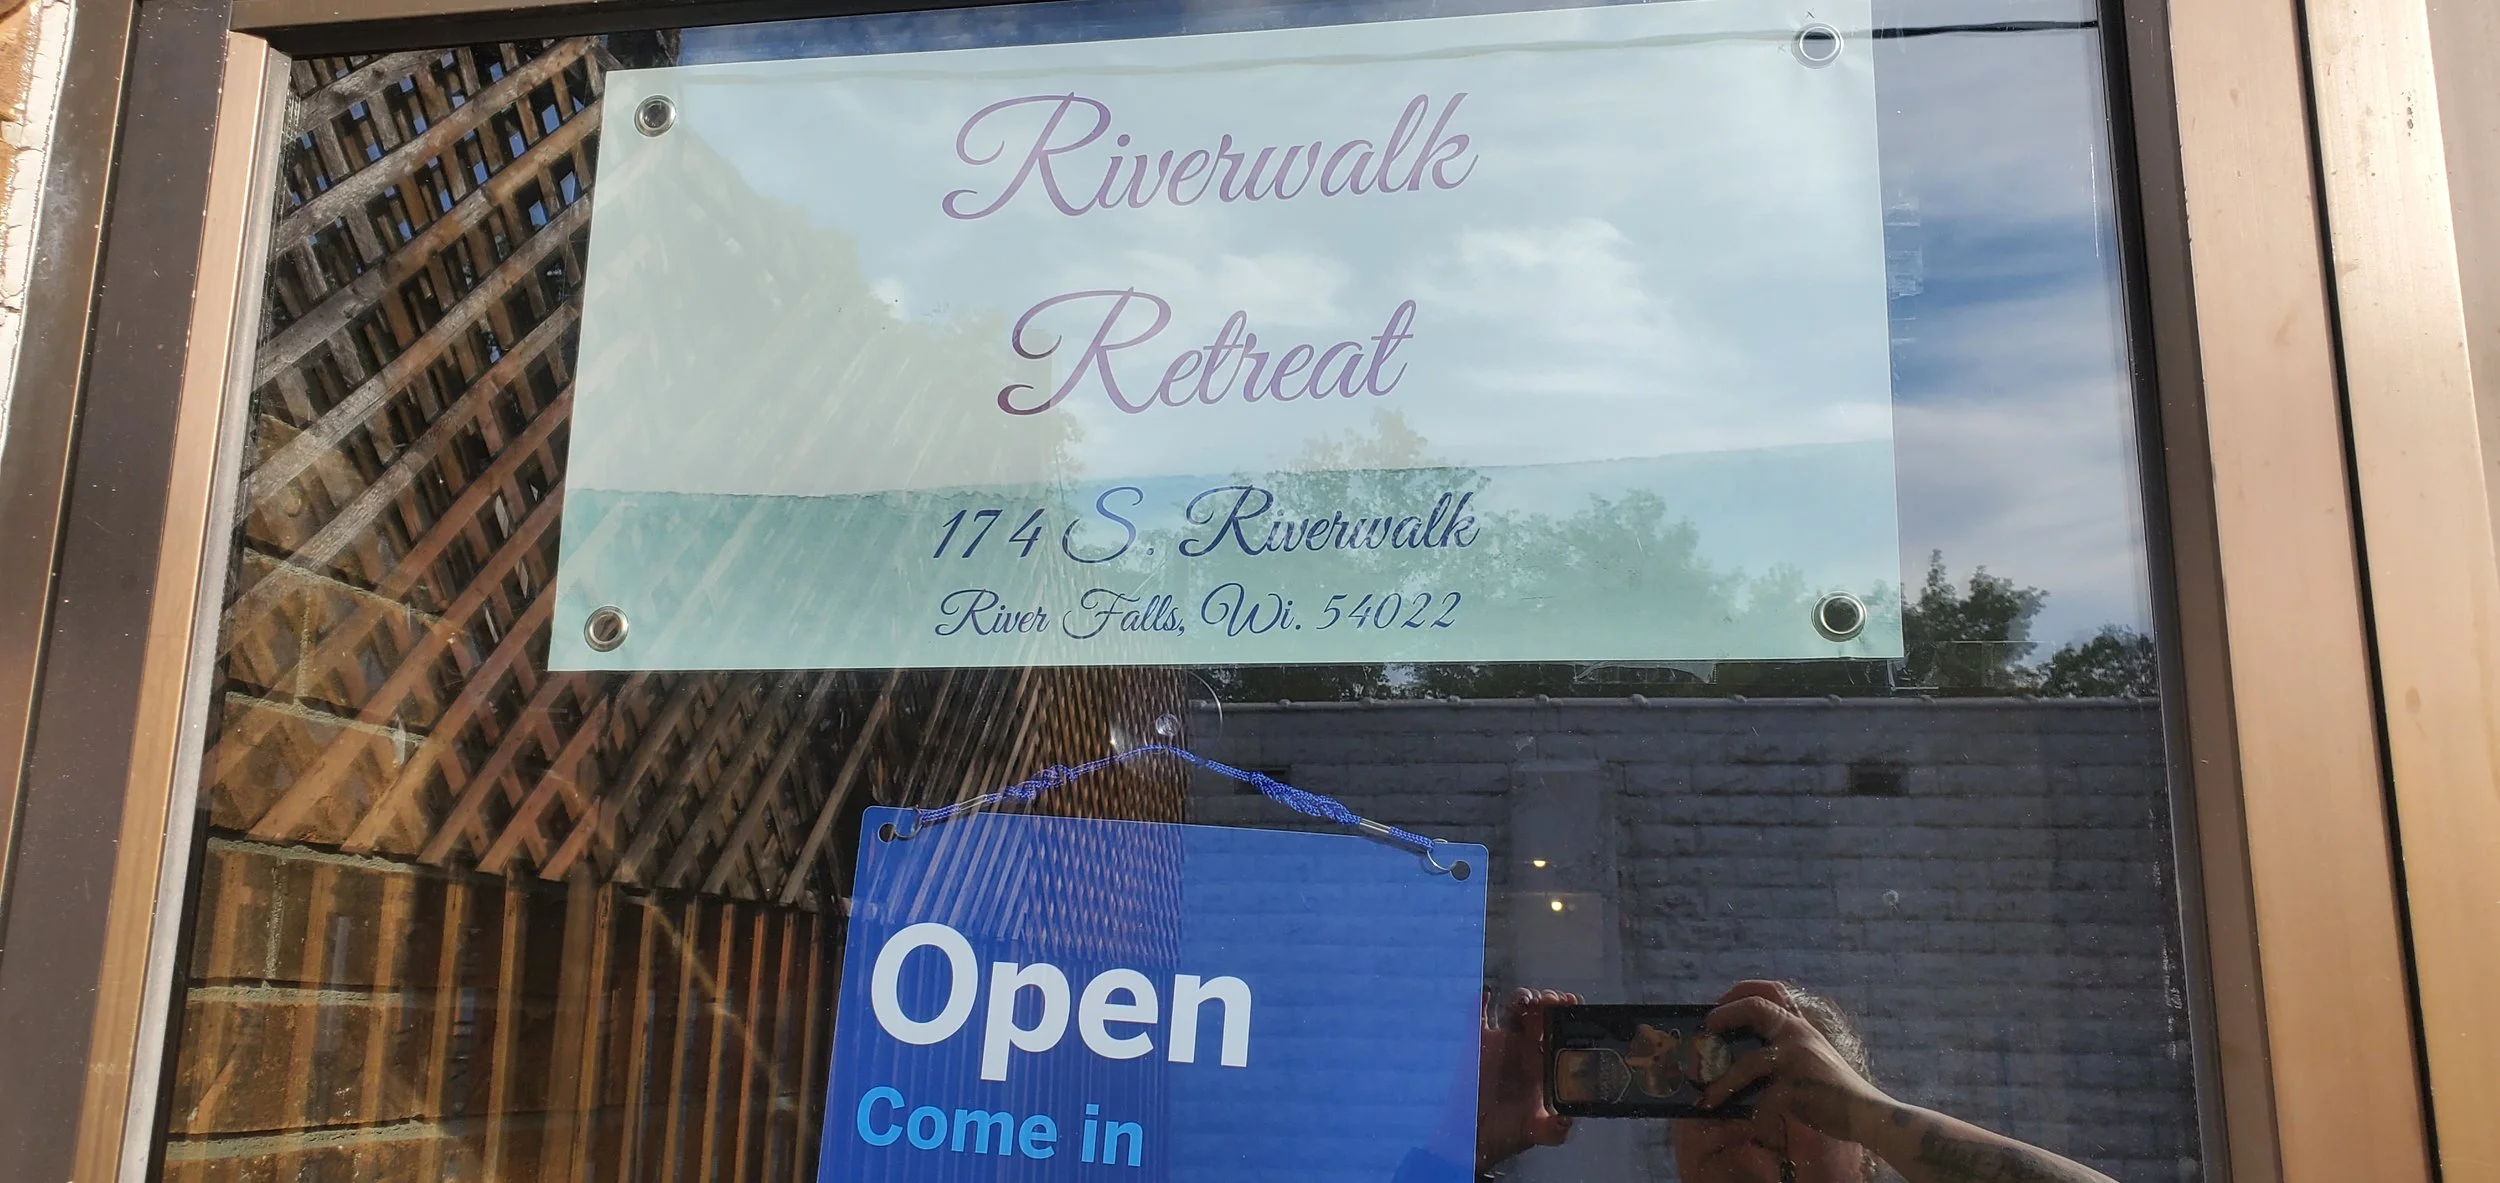 Riverwalk
Retreat
174 S. Riverwalk
River Falls, Wi. 54022
Open
Come in